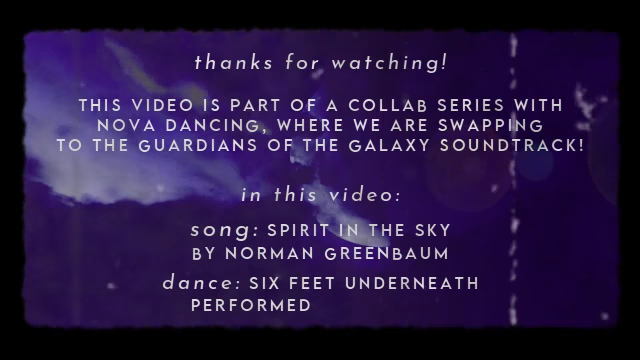 thanks for watching!
THIS VIDEO IS PART OF A COLLAB SERIES WITH
NOVA DANCING, WHERE WE ARE SWAPPING
TO THE GUARDIANS OF THE GALAXY SOUNDTRACK!
in this video:
song: SPIRIT IN THE SKY
BY NORMAN GREENBAUM
dance: SIX FEET UNDERNEATH
PERFORMED